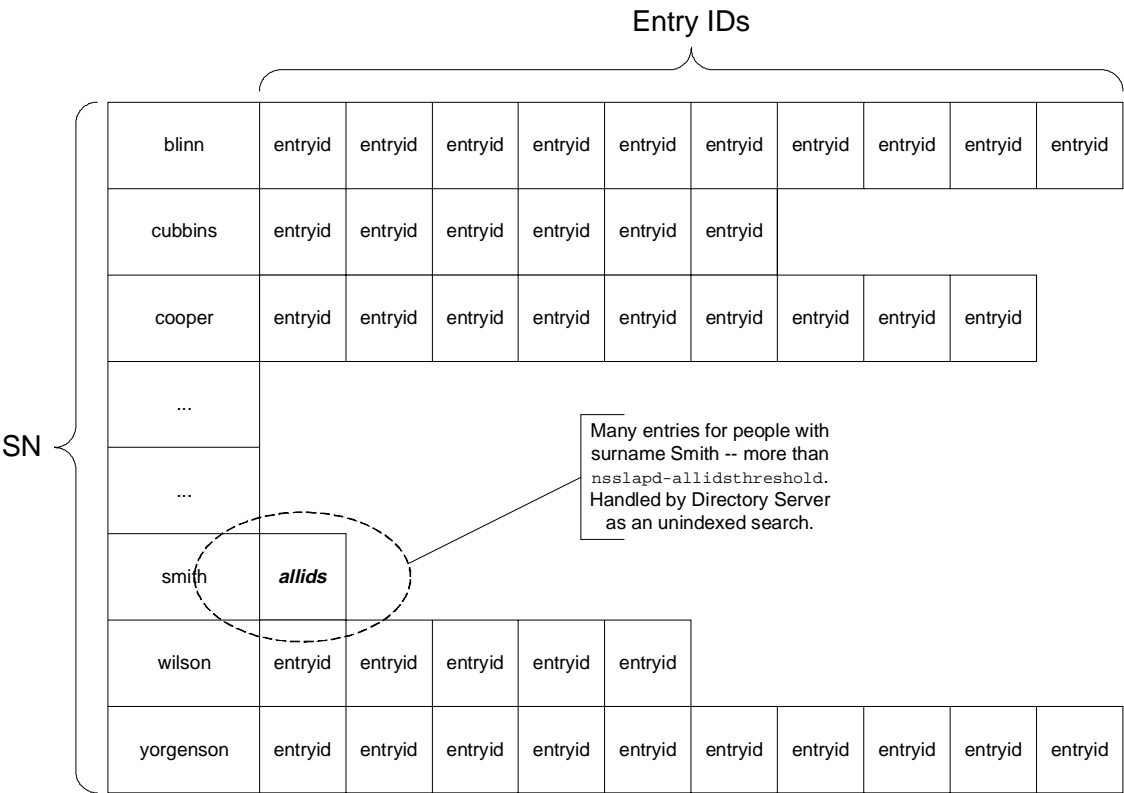 Entry IDs
blinn entryid entryid entryid entryid entryid entryid entryid entryid entryid entryid
cubbins entryid entryid entryid entryid entryid entryid
cooper entryid entryid entryid entryid entryid entryid entryid entryid entryid
...
SN
Many entries for people with
surname Smith -- more than
nsslapd-allidsthreshold.
Handled by Directory Server
as an unindexed search.
...
smith allids
wilson entryid entryid entryid entryid entryid
yorgenson entryid entryid entryid entryid entryid entryid entryid entryid entryid entryid